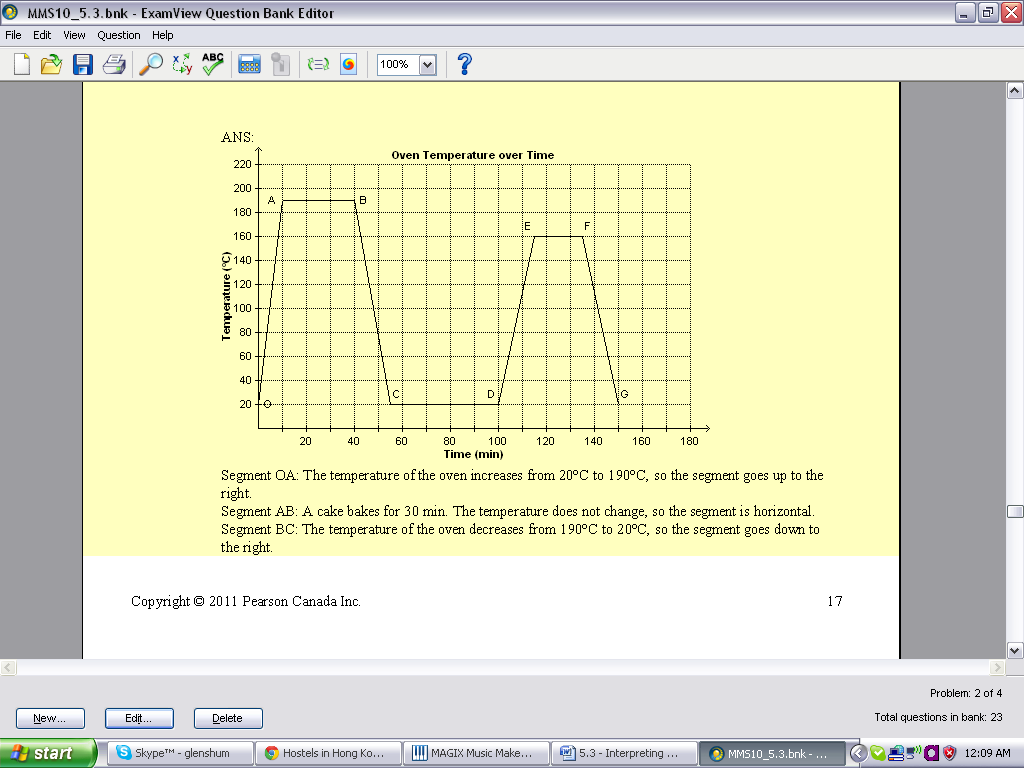 MMS10_5.3.bnk - ExamView Question Bank Editor
File Edit View Question Help
ABC
100%
ANS:
Oven Temperature over Time
220
200
180
160
140
120
100
80
60
40
20
Temperature (°C)
A B
E F
C D G
O
20 40 60 80 100 120 140 160 180
Time (min)
Segment OA: The temperature of the oven increases from 20°C to 190°C, so the segment goes up to the
right.
Segment AB: A cake bakes for 30 min. The temperature does not change, so the segment is horizontal.
Segment BC: The temperature of the oven decreases from 190°C to 20°C, so the segment goes down to
the right.
Copyright © 2011 Pearson Canada Inc. 17
Problem: 2 of 4
New... Edit... Delete
Total questions in bank: 23
start Skype™ - glenshum Hostels in Hong Ko... MAGIX Music Make... 5.3 - Interpreting ... MMS10_5.3.bnk - ... 12:09 AM